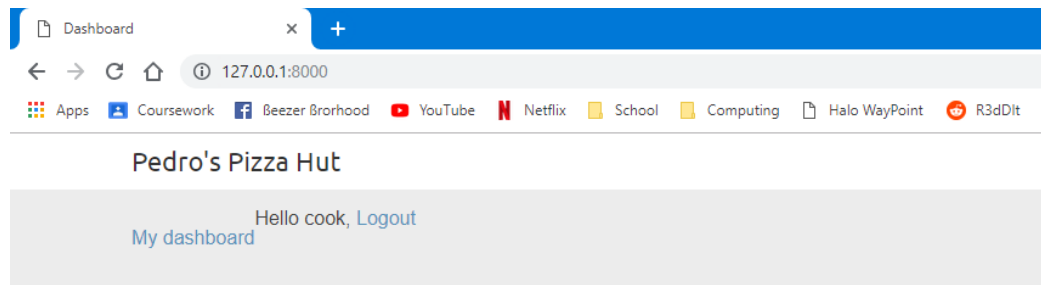 Dashboard
127.0.0.1:8000
Apps Coursework ßeezer ßrorhood YouTube Netflix School Computing Halo WayPoint R3dDIt
Pedro's Pizza Hut
Hello cook, Logout
My dashboard